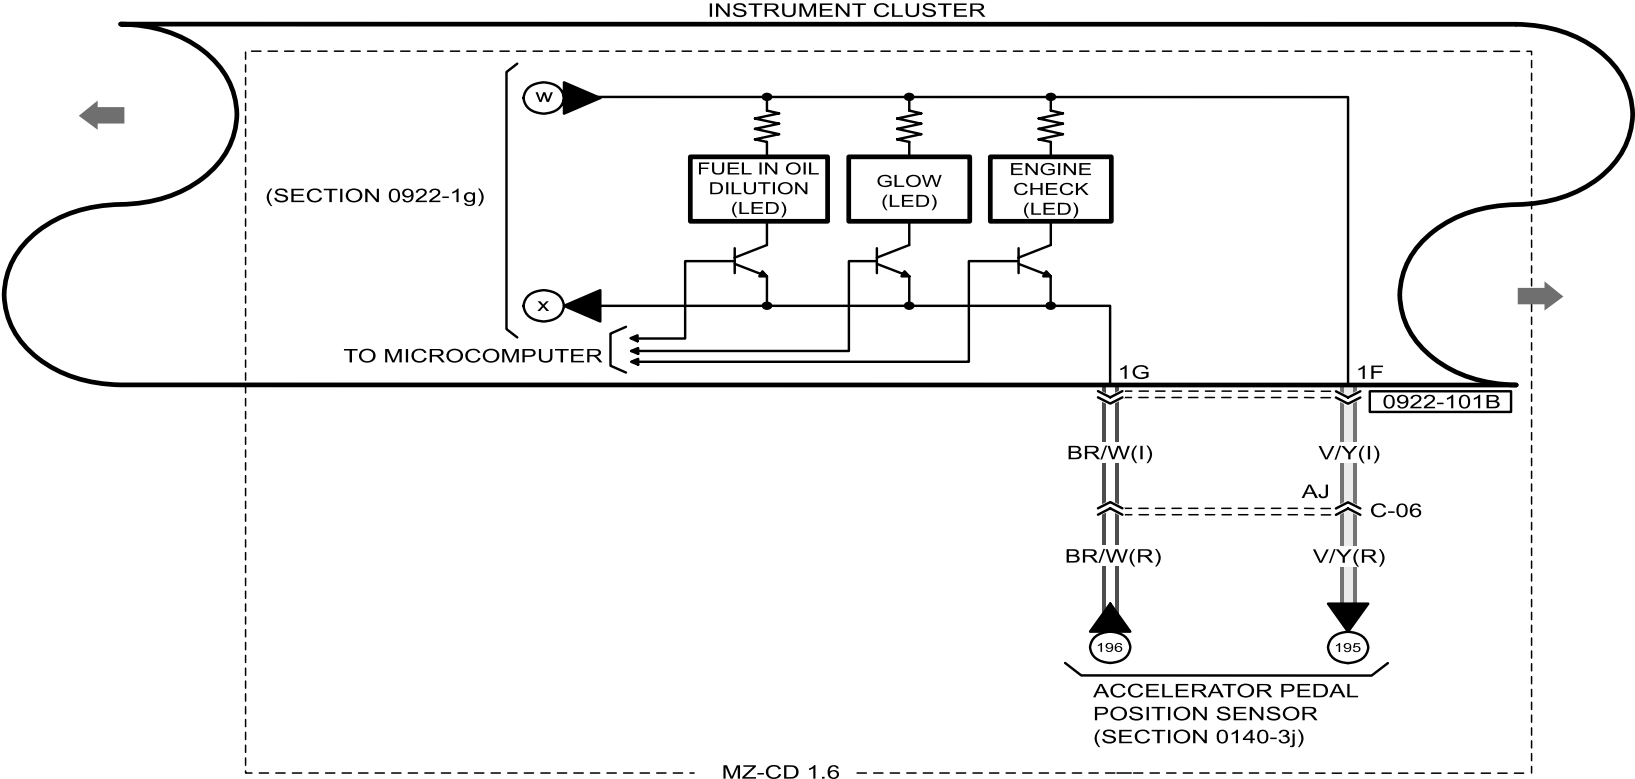 INSTRUMENT CLUSTER
W
(SECTION 0922-1g)
FUEL IN OIL
DILUTION
(LED)
GLOW
(LED)
ENGINE
CHECK
(LED)
X
TO MICROCOMPUTER
1G
1F
0922-101B
BR/W(I)
V/Y(I)
AJ
C-06
BR/W(R)
V/Y(R)
196
195
ACCELERATOR PEDAL
POSITION SENSOR
(SECTION 0140-3j)
MZ-CD 1.6